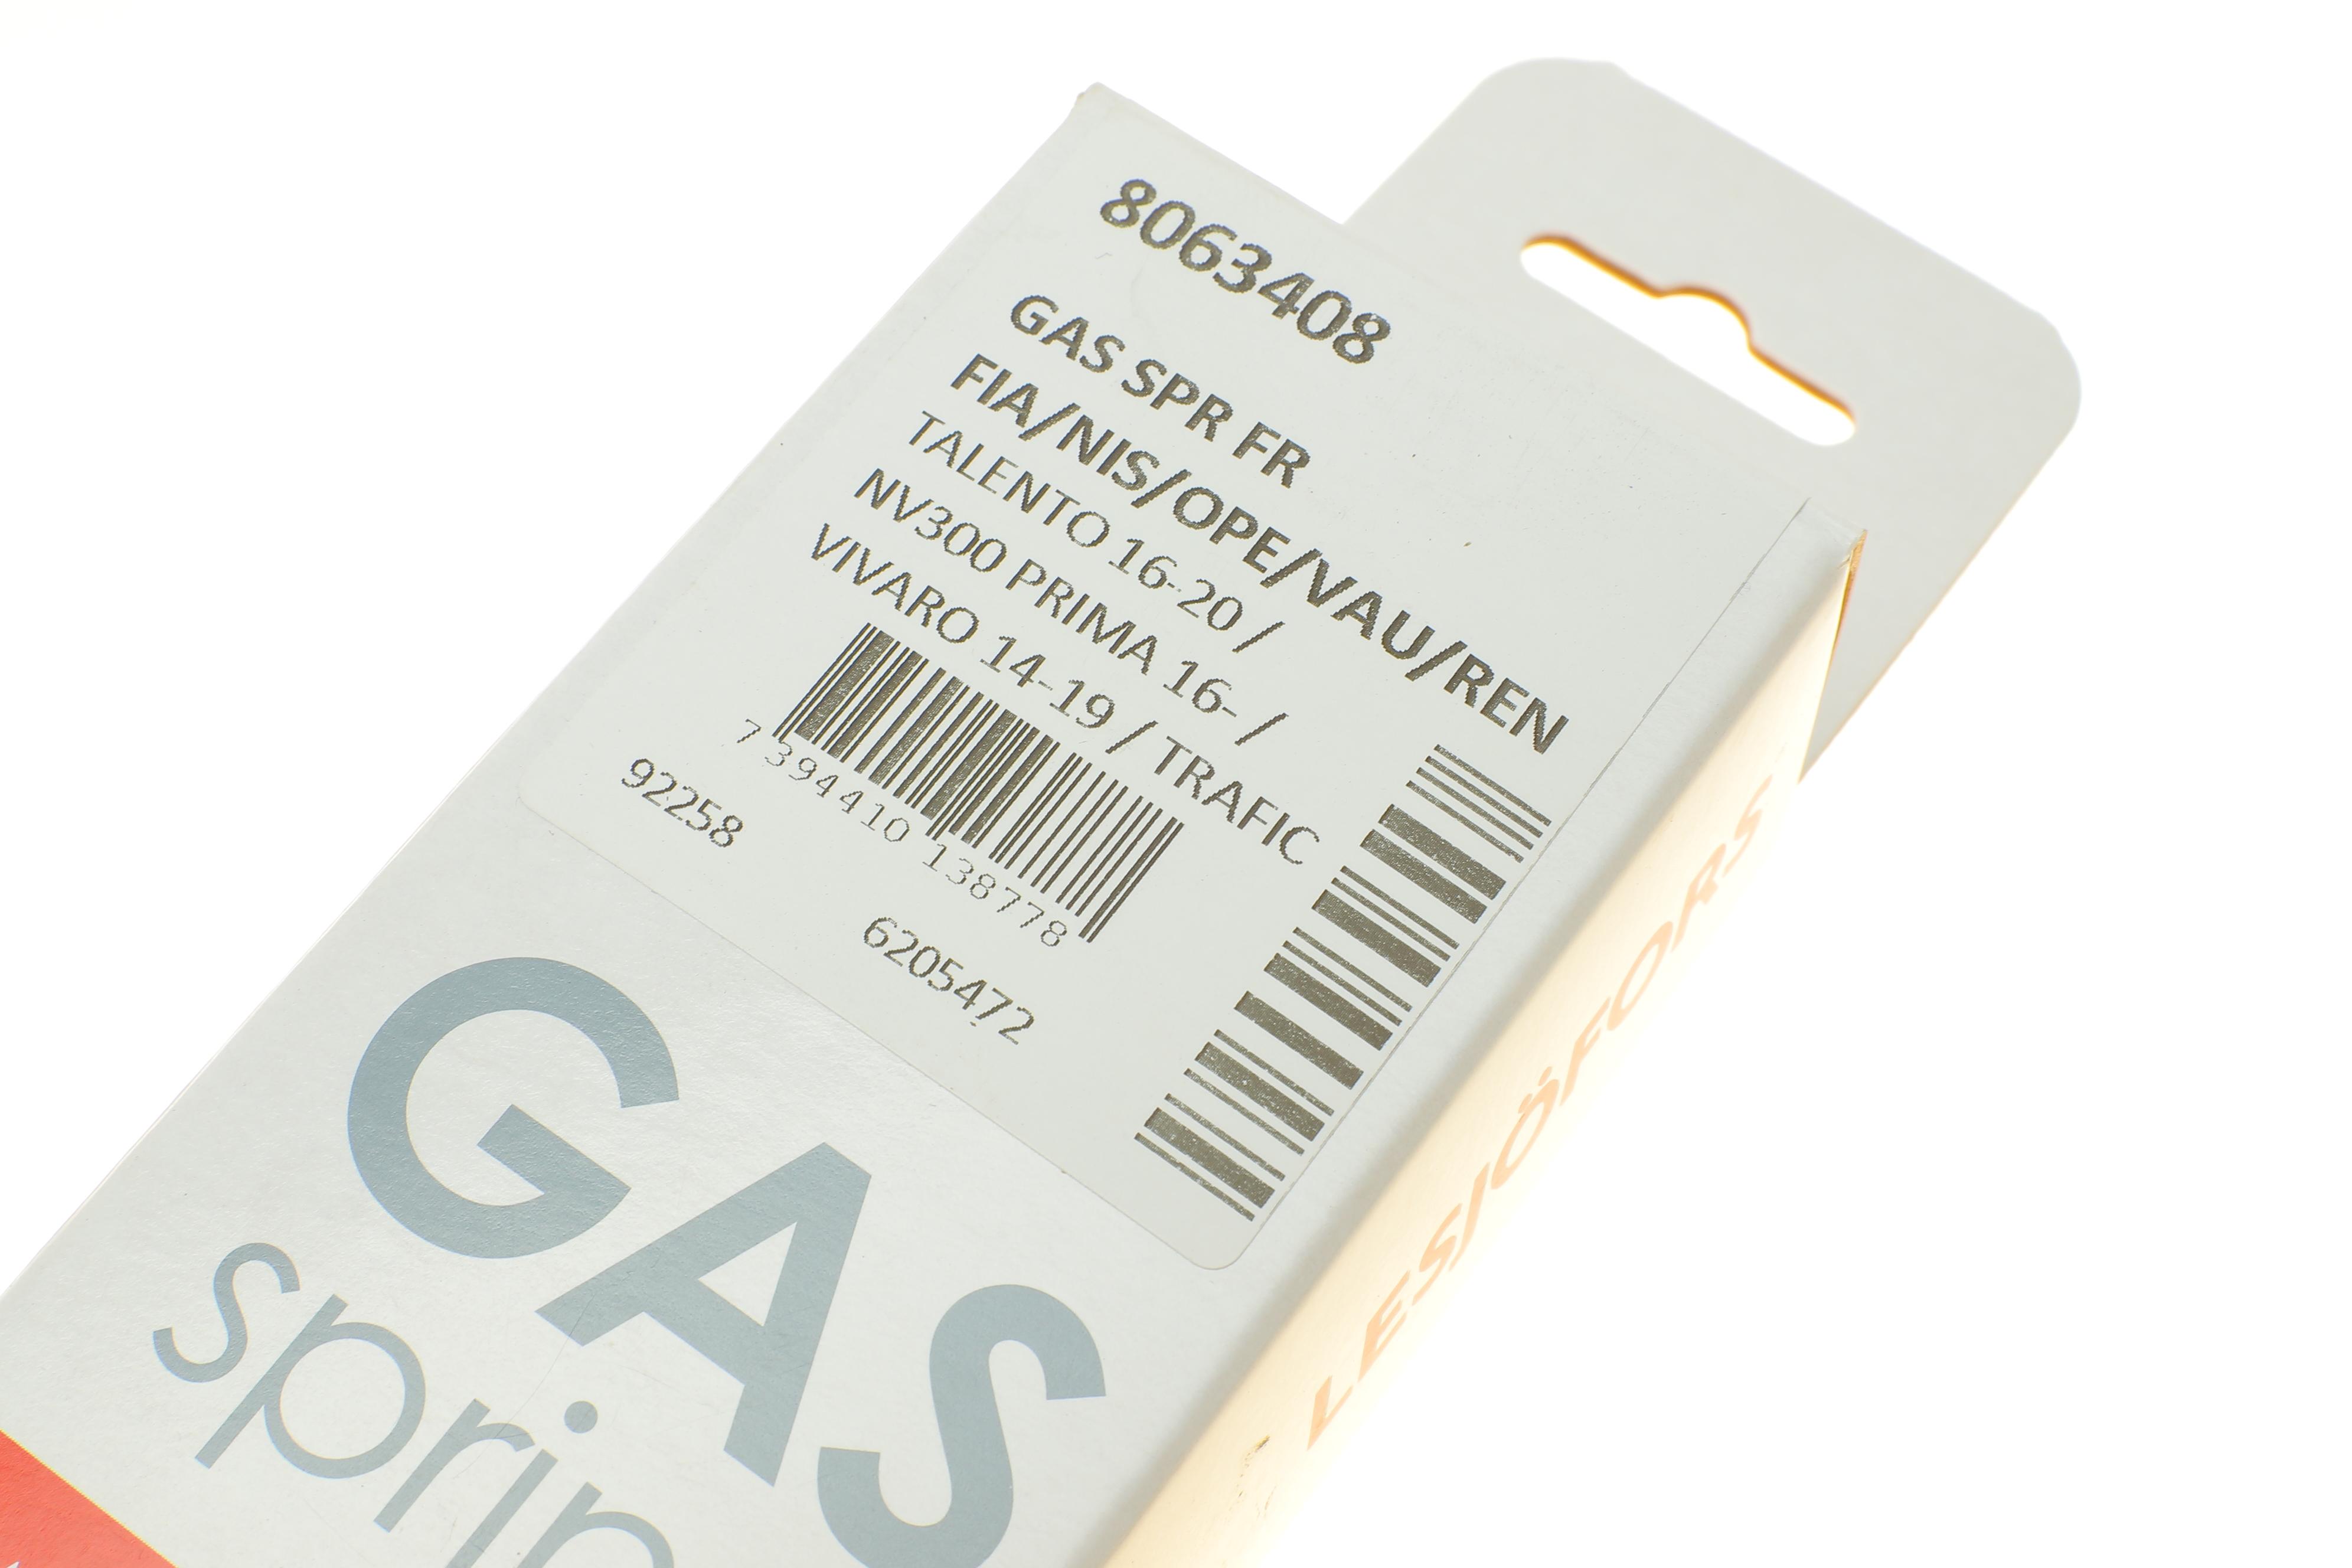 8063408
GAS SPR FR
FIA/NIS/OPE/VAU/REN
TALENTO 16-20 /
NV300 PRIMA 16- /
VIVARO 14-19 / TRAFIC
7 394410 138778
92258
6205472
GAS
sprin
LESJÖFORS